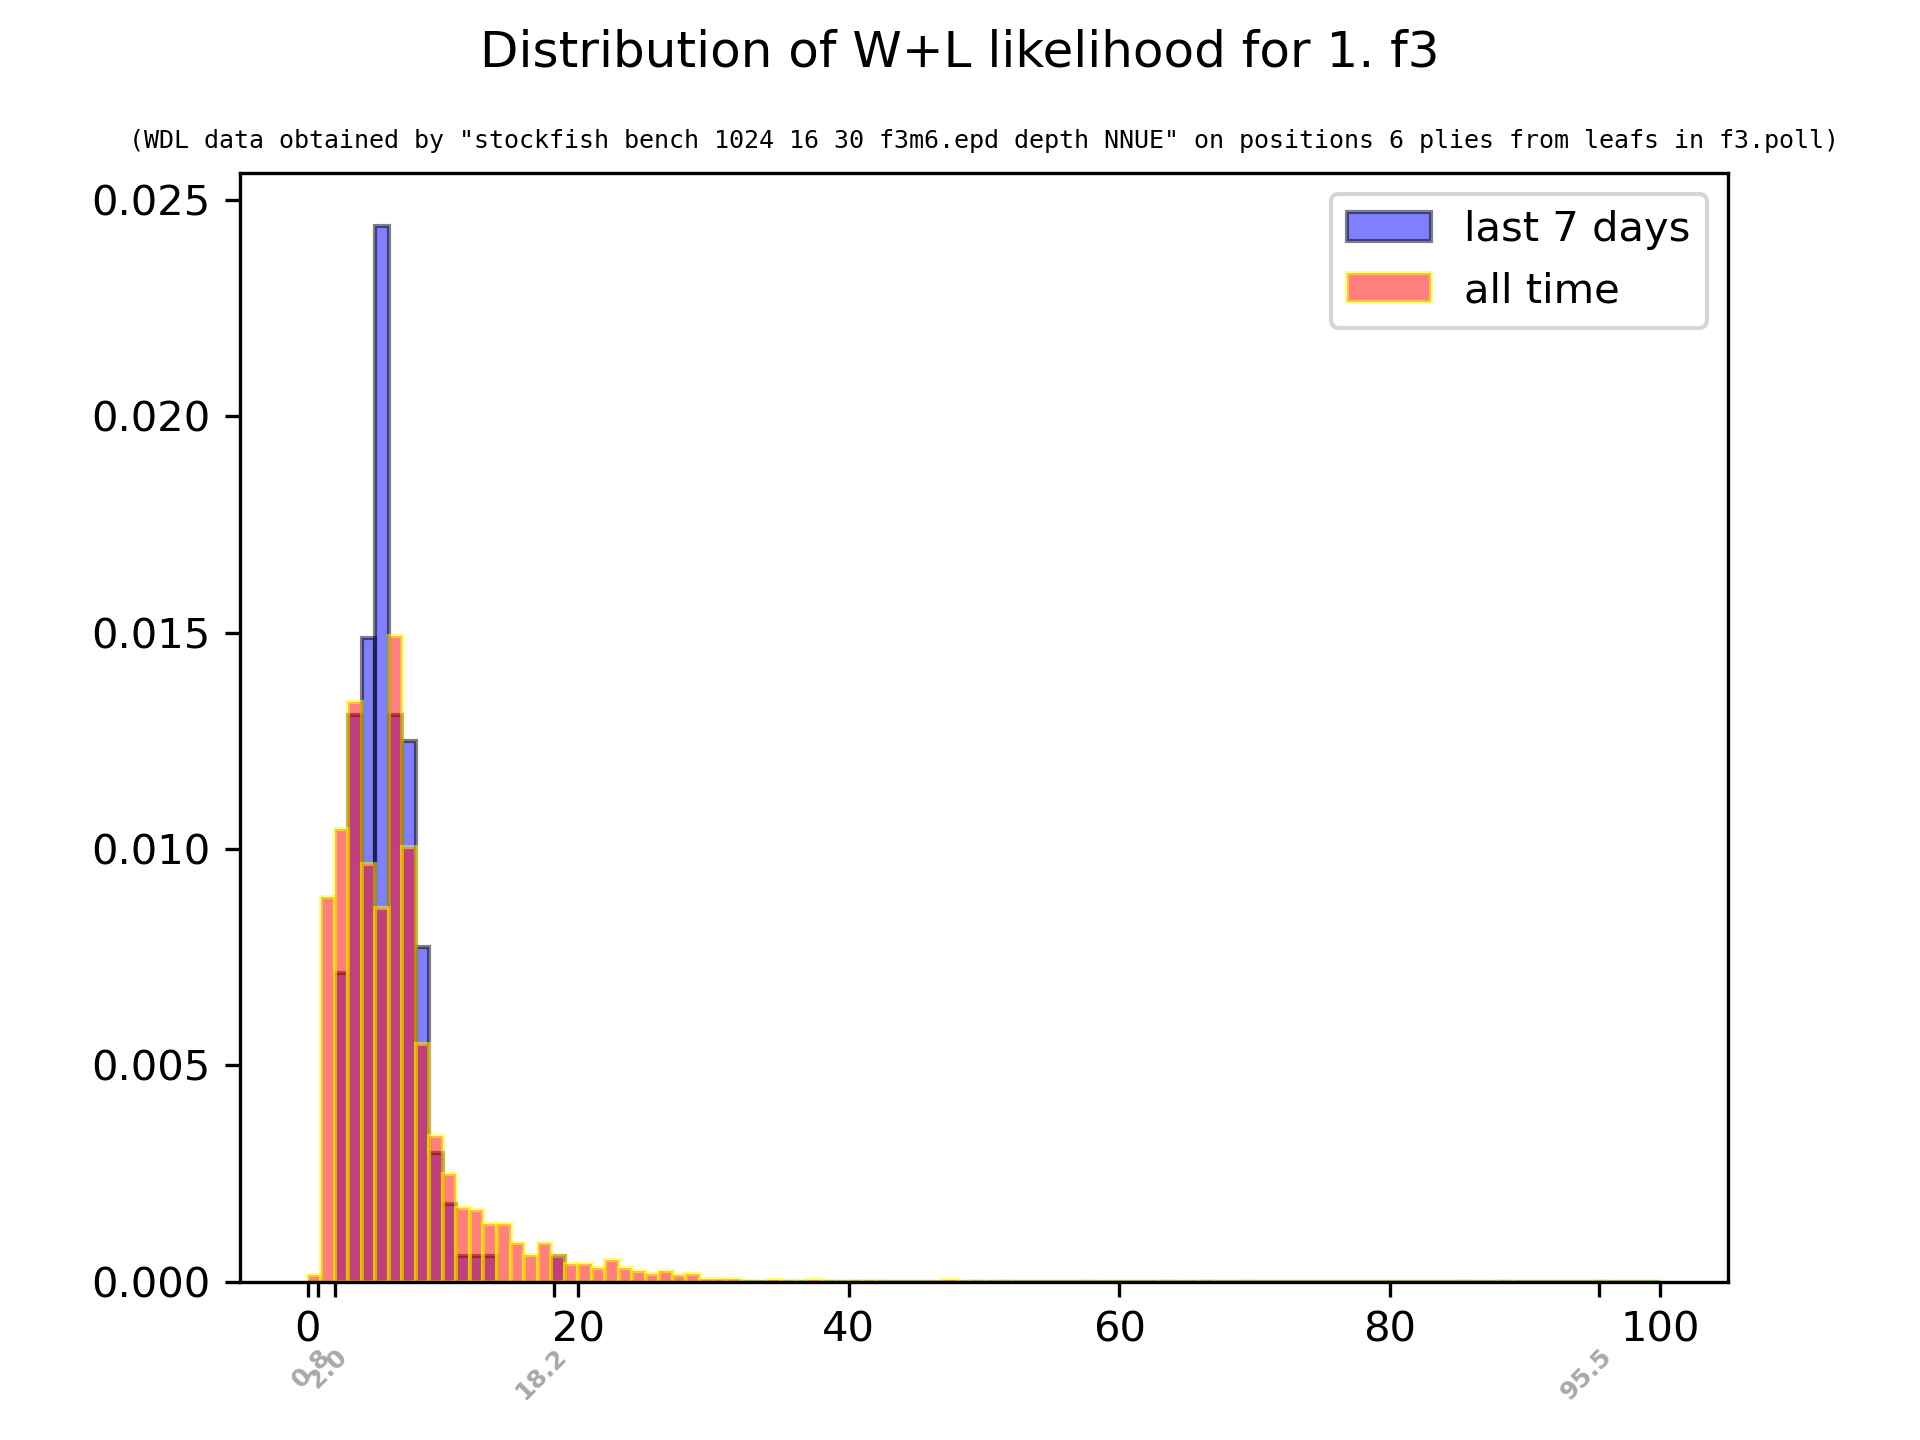 Distribution of W+L likelihood for 1. f3
(WDL data obtained by "stockfish bench 1024 16 30 f3m6.epd depth NNUE" on positions 6 plies from leafs in f3.poll)
last 7 days
all time
0.025
0.020
0.015
0.010
0.005
0.000
0 20 40 60 80 100
0.8 2.0 18.2 95.5